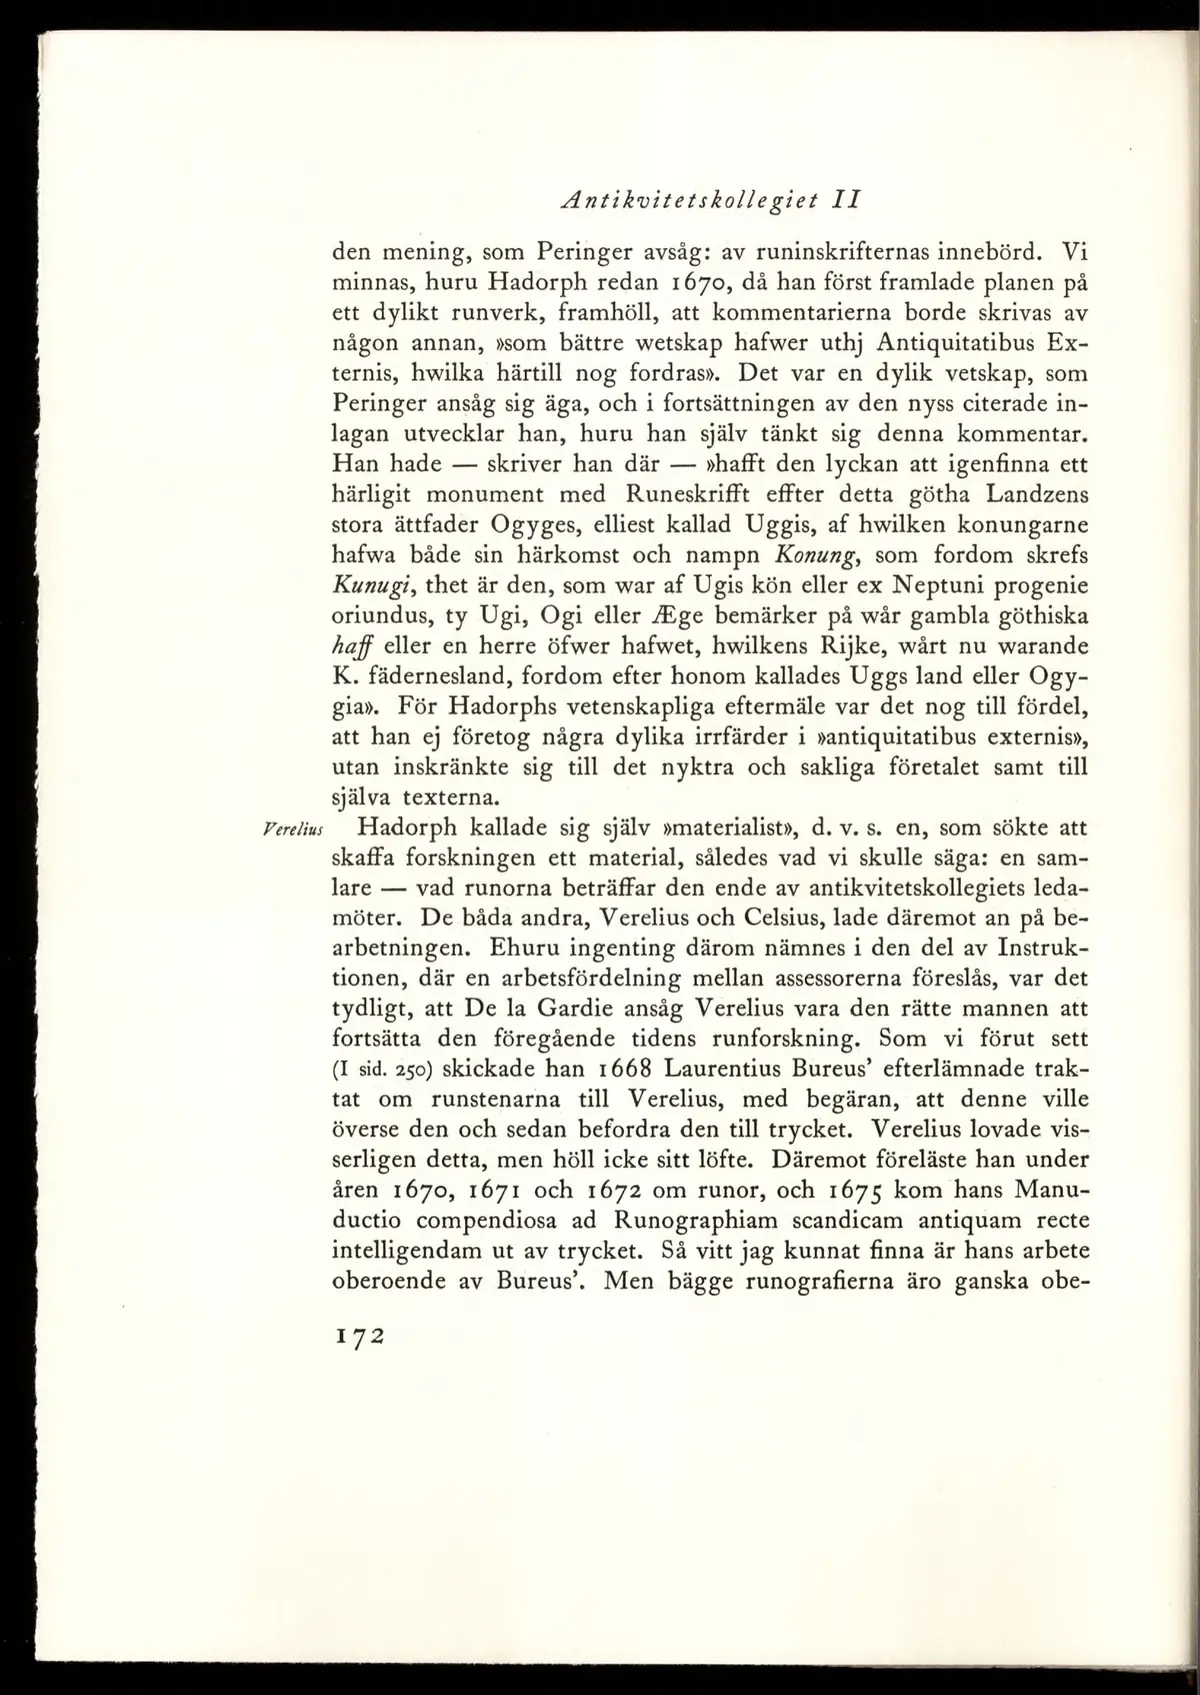 Antikvitetskollegiet II
den mening, som Peringer avsåg: av runinskrifternas innebörd. Vi
minnas, huru Hadorph redan 1670, då han först framlade planen på
ett dylikt runverk, framhöll, att kommentarierna borde skrivas av
någon annan, »som bättre wetskap hafwer uthj Antiquitatibus Ex-
ternis, hwilka härtill nog fordras». Det var en dylik vetskap, som
Peringer ansåg sig äga, och i fortsättningen av den nyss citerade in-
lagan utvecklar han, huru han själv tänkt sig denna kommentar.
Han hade — skriver han där — »hafft den lyckan att igenfinna ett
härligit monument med Runeskrifft effter detta götha Landzens
stora ättfader Ogyges, elliest kallad Uggis, af hwilken konungarne
hafwa både sin härkomst och nampn Konung, som fordom skrefs
Kunugi, thet är den, som war af Ugis kön eller ex Neptuni progenie
oriundus, ty Ugi, Ogi eller Æge bemärker på wår gambla göthiska
haff eller en herre öfwer hafwet, hwilkens Rijke, wårt nu warande
K. fädernesland, fordom efter honom kallades Uggs land eller Ogy-
gia». För Hadorphs vetenskapliga eftermäle var det nog till fördel,
att han ej företog några dylika irrfärder i »antiquitatibus externis»,
utan inskränkte sig till det nyktra och sakliga företalet samt till
själva texterna.
Verelius Hadorph kallade sig själv »materialist», d. v. s. en, som sökte att
skaffa forskningen ett material, således vad vi skulle säga: en sam-
lare — vad runorna beträffar den ende av antikvitetskollegiets leda-
möter. De båda andra, Verelius och Celsius, lade däremot an på be-
arbetningen. Ehuru ingenting därom nämnes i den del av Instruk-
tionen, där en arbetsfördelning mellan assessorerna föreslås, var det
tydligt, att De la Gardie ansåg Verelius vara den rätte mannen att
fortsätta den föregående tidens runforskning. Som vi förut sett
(I sid. 250) skickade han 1668 Laurentius Bureus’ efterlämnade trak-
tat om runstenarna till Verelius, med begäran, att denne ville
överse den och sedan befordra den till trycket. Verelius lovade vis-
serligen detta, men höll icke sitt löfte. Däremot föreläste han under
åren 1670, 1671 och 1672 om runor, och 1675 kom hans Manu-
ductio compendiosa ad Runographiam scandicam antiquam recte
intelligendam ut av trycket. Så vitt jag kunnat finna är hans arbete
oberoende av Bureus’. Men bägge runografierna äro ganska obe-
172